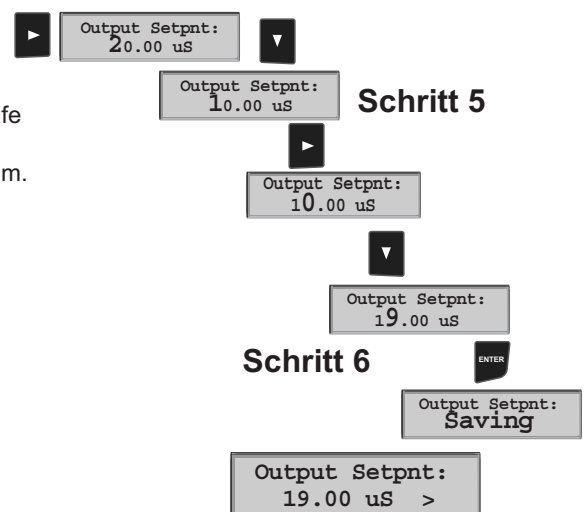 Output Setpnt:
20.00 uS
Output Setpnt:
10.00 uS
Schritt 5
fe
m.
Output Setpnt:
10.00 uS
Output Setpnt:
19.00 uS
Schritt 6
ENTER
Output Setpnt:
Saving
Output Setpnt:
19.00 uS >